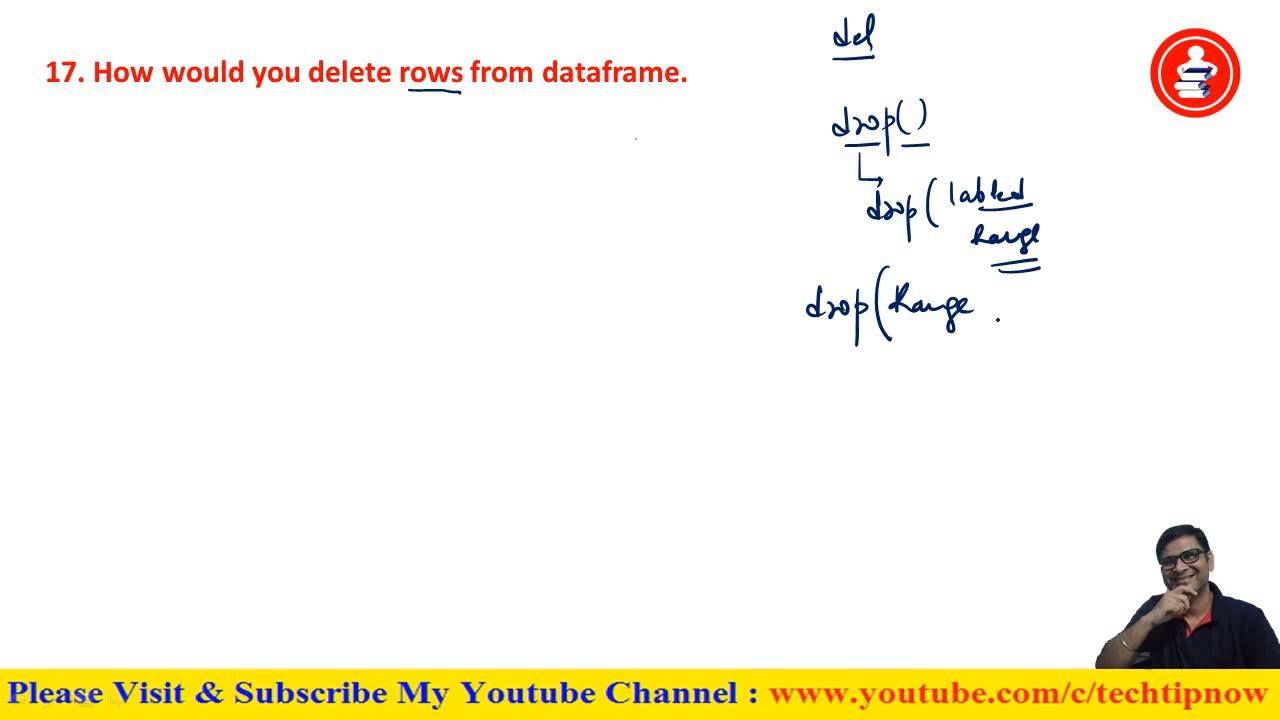 17. How would you delete rows from dataframe.
del
drop( )
drop(
Range
drop(Range
Please Visit & Subscribe My Youtube Channel : www.youtube.com/c/techtipnow